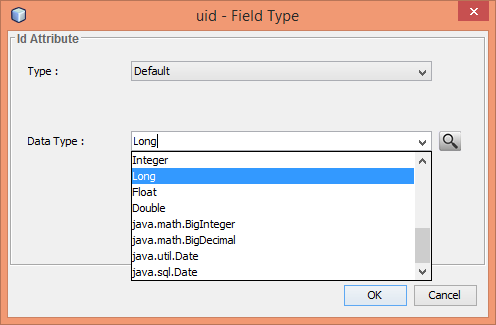 uid - Field Type
Id Attribute
Type :
Default
Data Type :
Long
Integer
Long
Float
Double
java.math.BigInteger
java.math.BigDecimal
java.util.Date
java.sql.Date
OK
Cancel